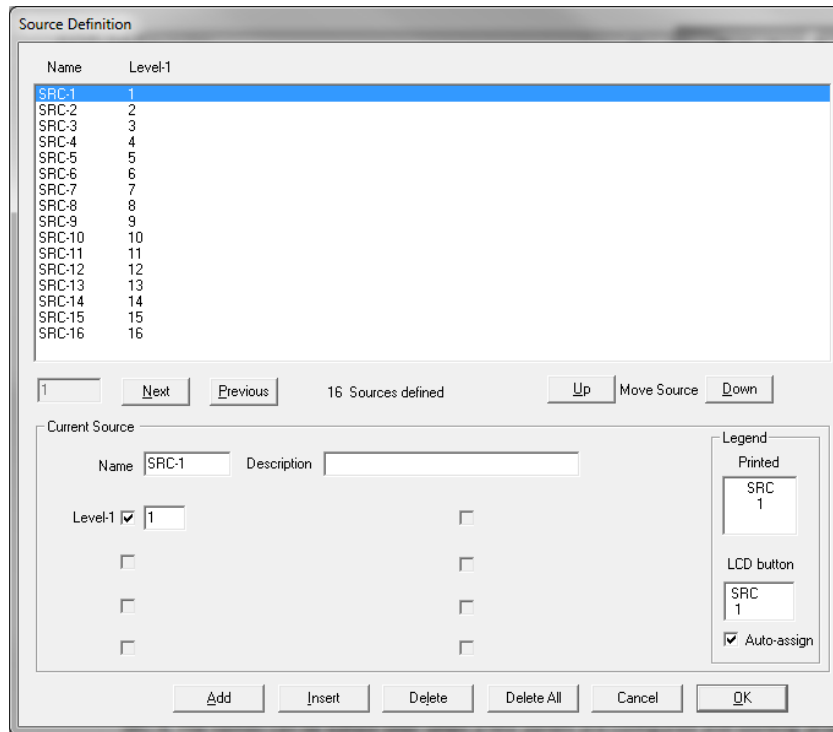 Source Definition
Name Level-1
SRC-1 1
SRC-2 2
SRC-3 3
SRC-4 4
SRC-5 5
SRC-6 6
SRC-7 7
SRC-8 8
SRC-9 9
SRC-10 10
SRC-11 11
SRC-12 12
SRC-13 13
SRC-14 14
SRC-15 15
SRC-16 16
1 Next Previous 16 Sources defined Up Move Source Down
Current Source
Name SRC-1 Description
Level-1 1
Legend
Printed
SRC
1
LCD button
SRC
1
Auto-assign
Add Insert Delete Delete All Cancel OK